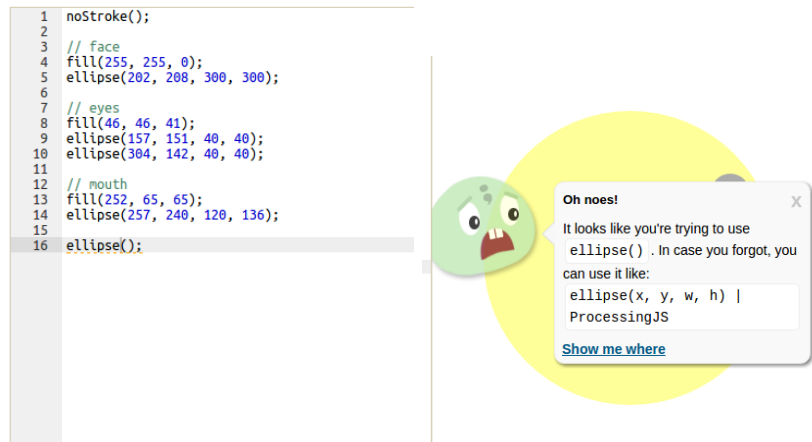 1 noStroke();
2
3 // face
4 fill(255, 255, 0);
5 ellipse(202, 208, 300, 300);
6
7 // eyes
8 fill(46, 46, 41);
9 ellipse(157, 151, 40, 40);
10 ellipse(304, 142, 40, 40);
11
12 // mouth
13 fill(252, 65, 65);
14 ellipse(257, 240, 120, 136);
15
16 ellipse();
Oh noes!
X
It looks like you're trying to use
ellipse() . In case you forgot, you
can use it like:
ellipse(x, y, w, h) |
ProcessingJS
Show me where